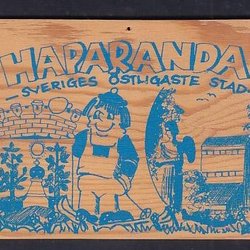 HAPARANDA
-SVERIGES ÖSTLIGASTE STAD-